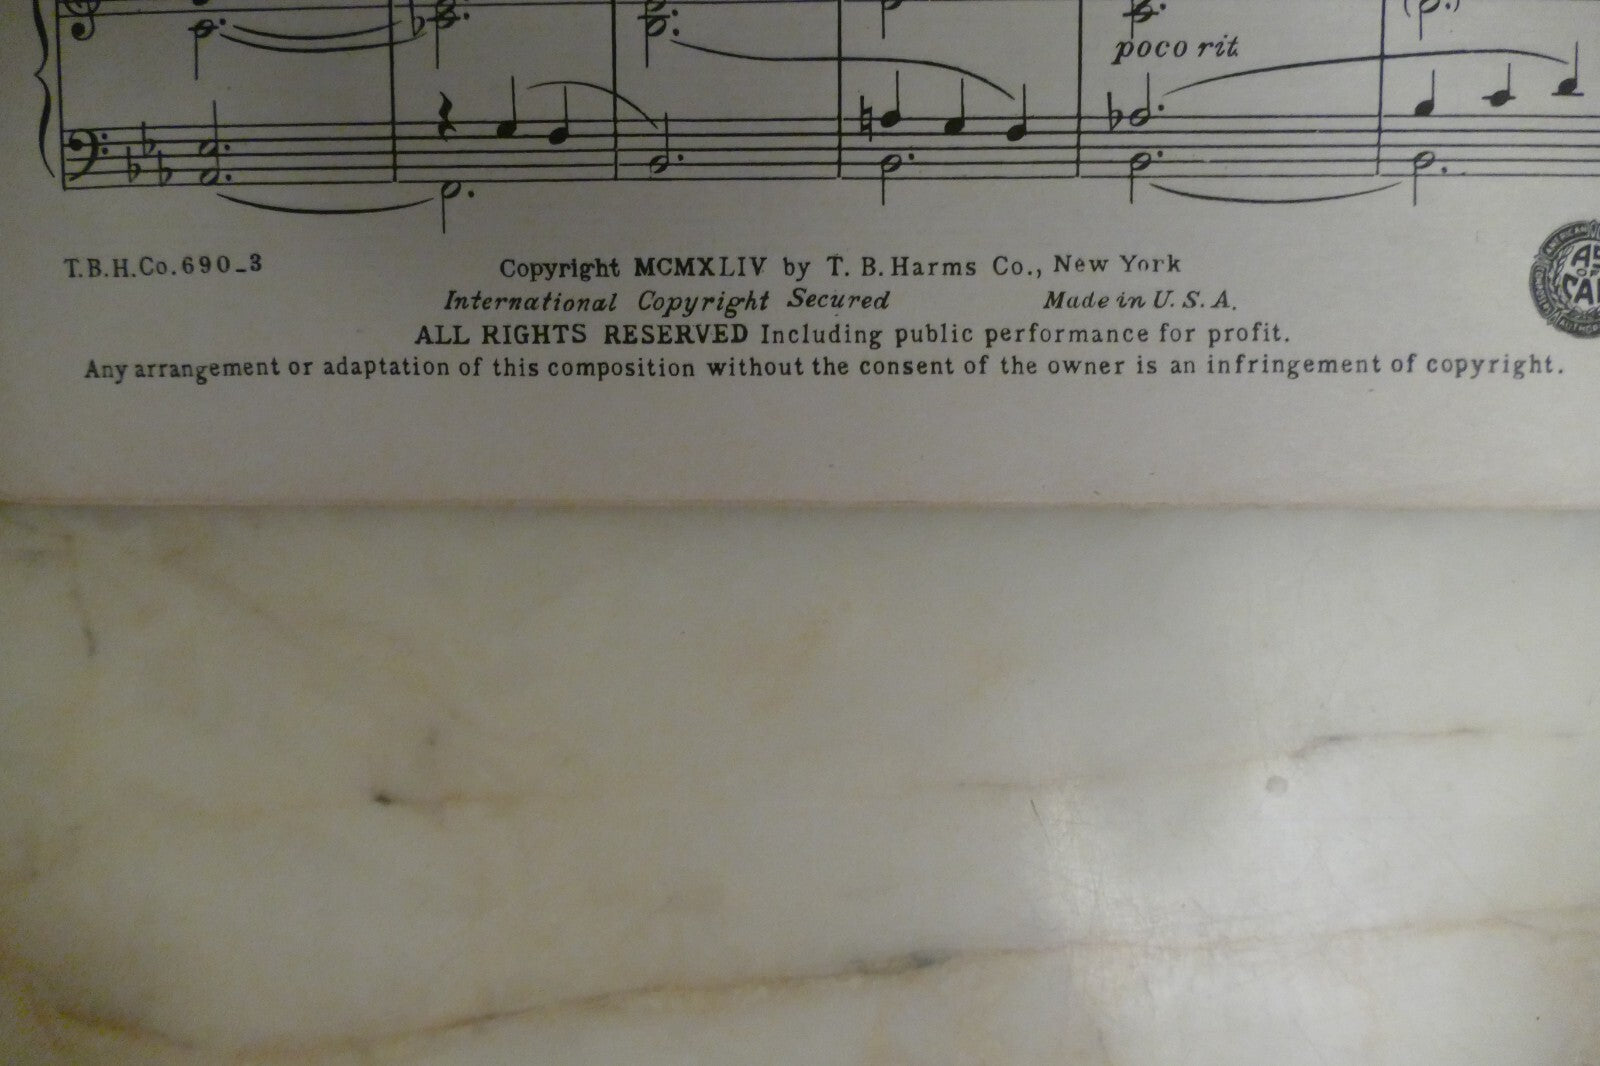 poco rit
T.B.H.Co.690-3
Copyright MCMXLIV by T. B. Harms Co., New York
International Copyright Secured Made in U. S. A.
ALL RIGHTS RESERVED Including public performance for profit.
Any arrangement or adaptation of this composition without the consent of the owner is an infringement of copyright.